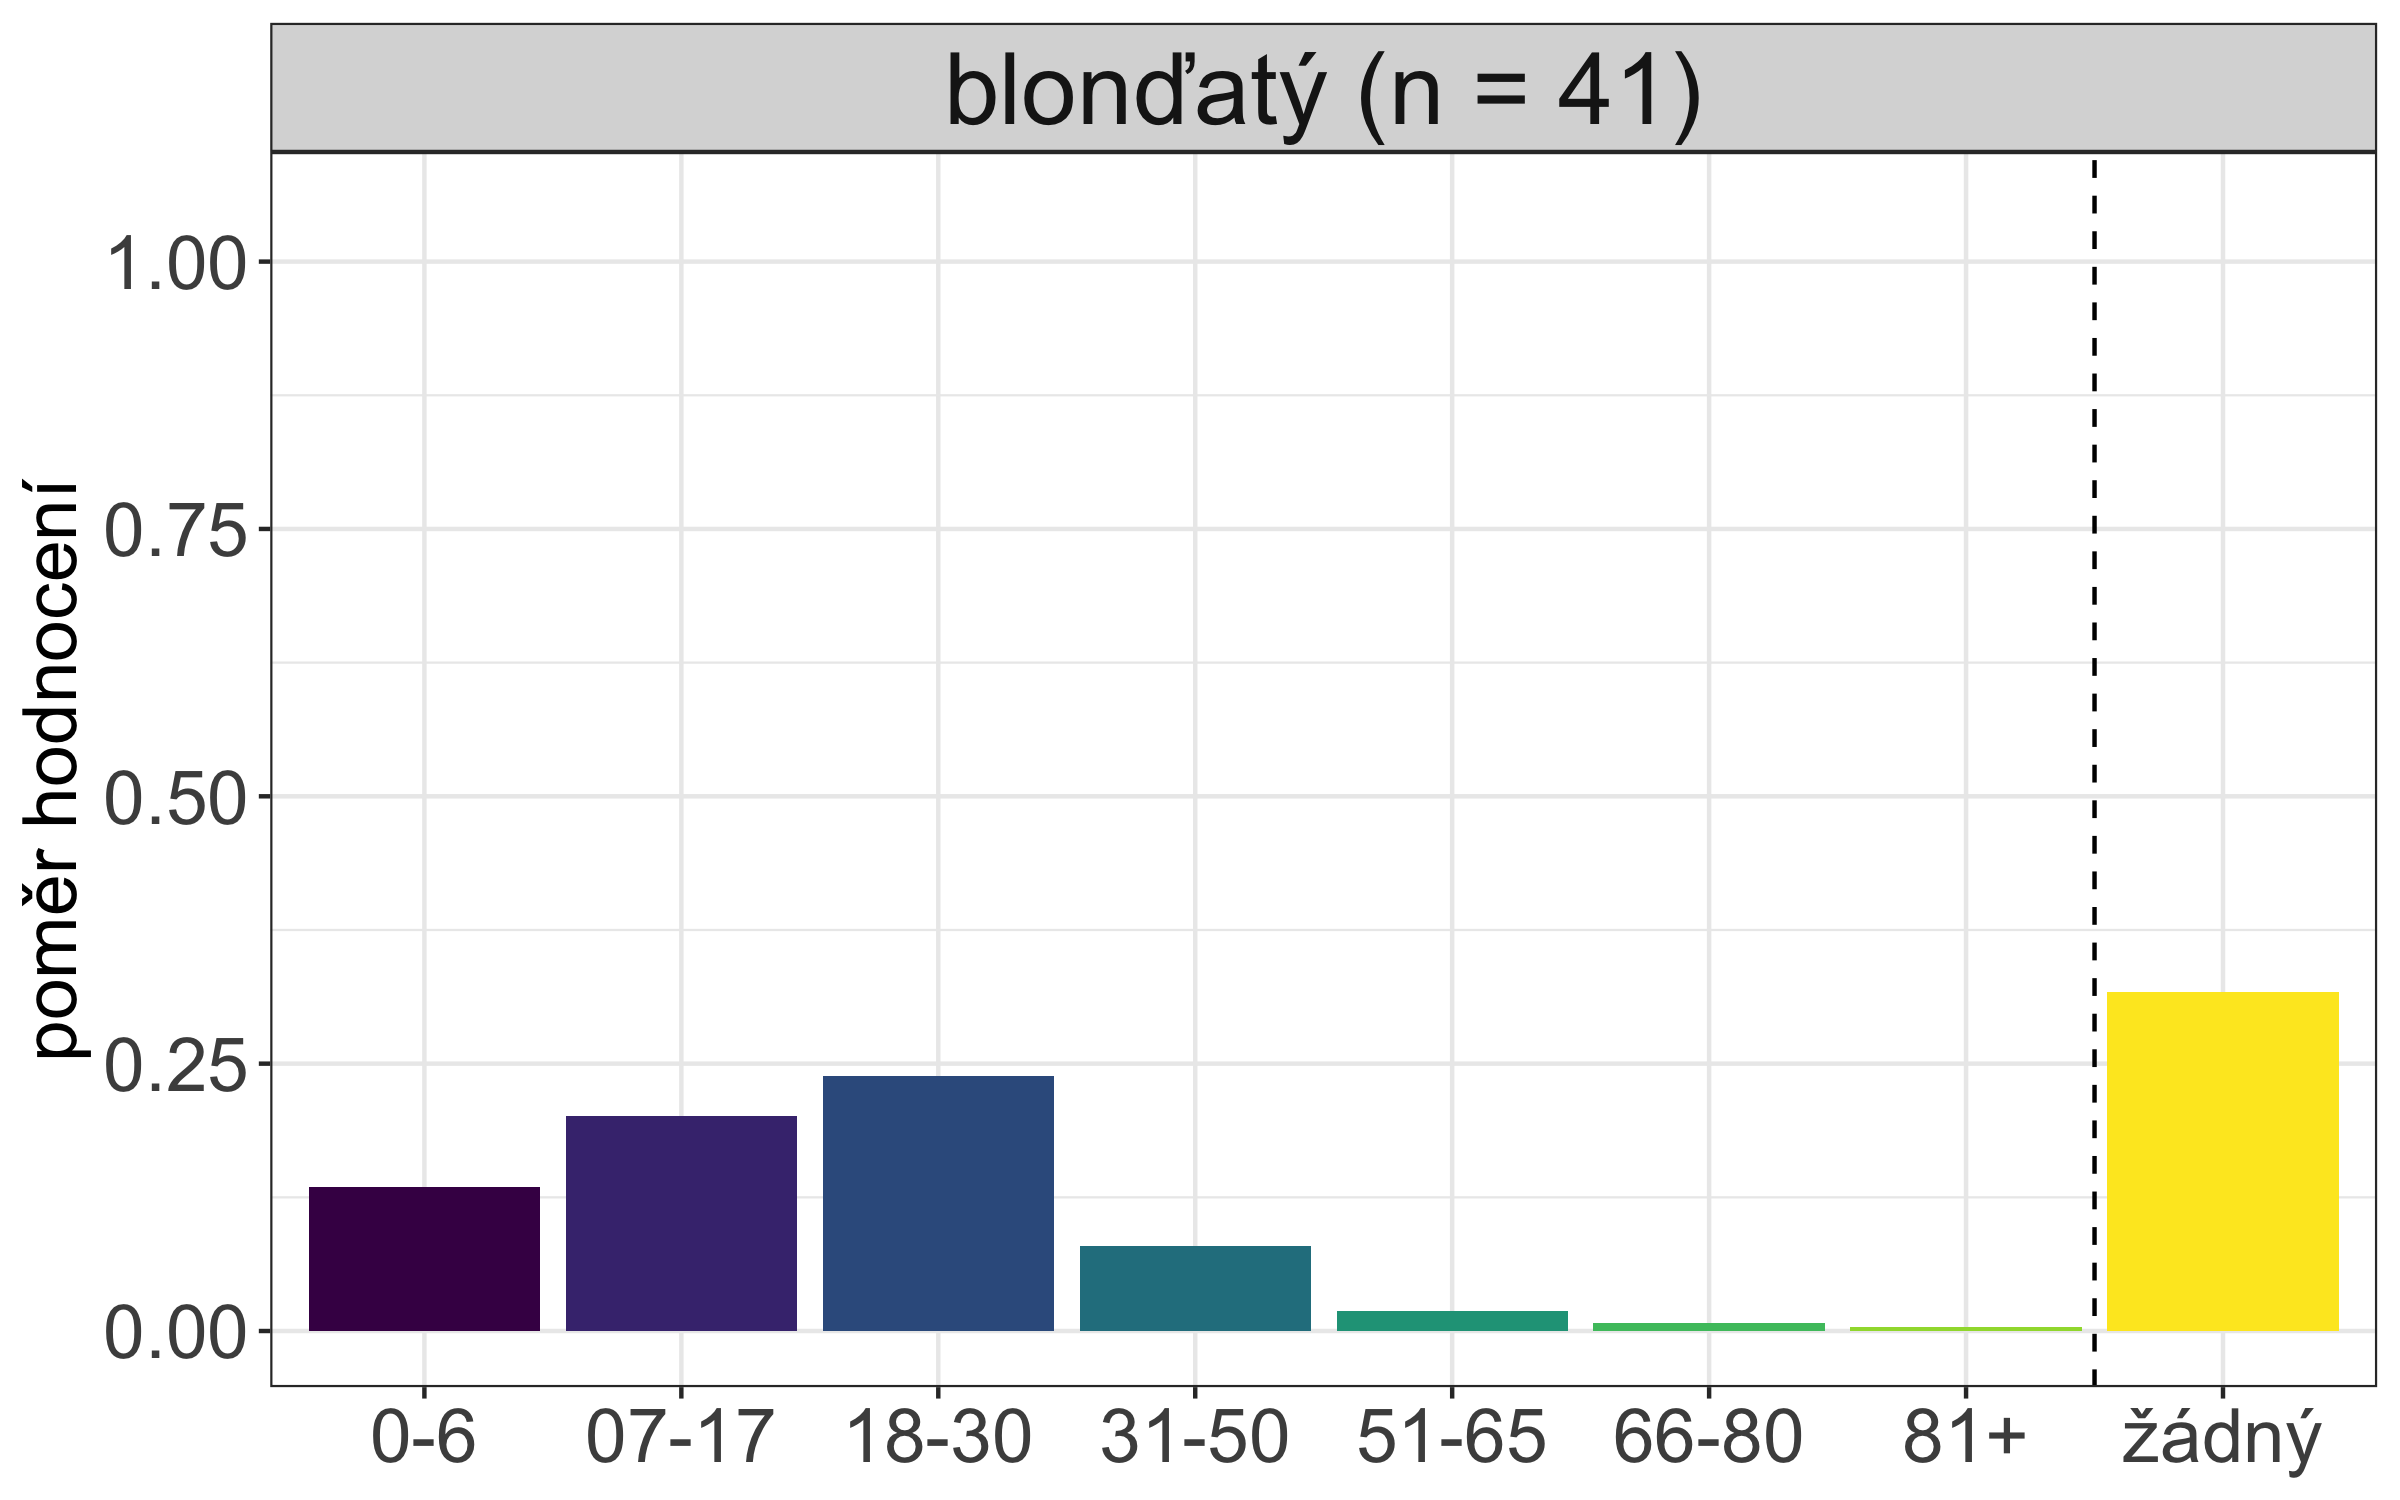 blonďatý (n = 41)
poměr hodnocení
1.00
0.75
0.50
0.25
0.00
0-6 07-17 18-30 31-50 51-65 66-80 81+ žádný